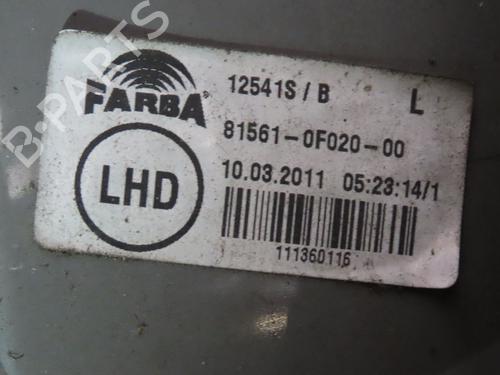 FARBA®
12541S / B
L
81561-0F020-00
LHD
10.03.2011 05:23:14/1
111360116
B-PARTS